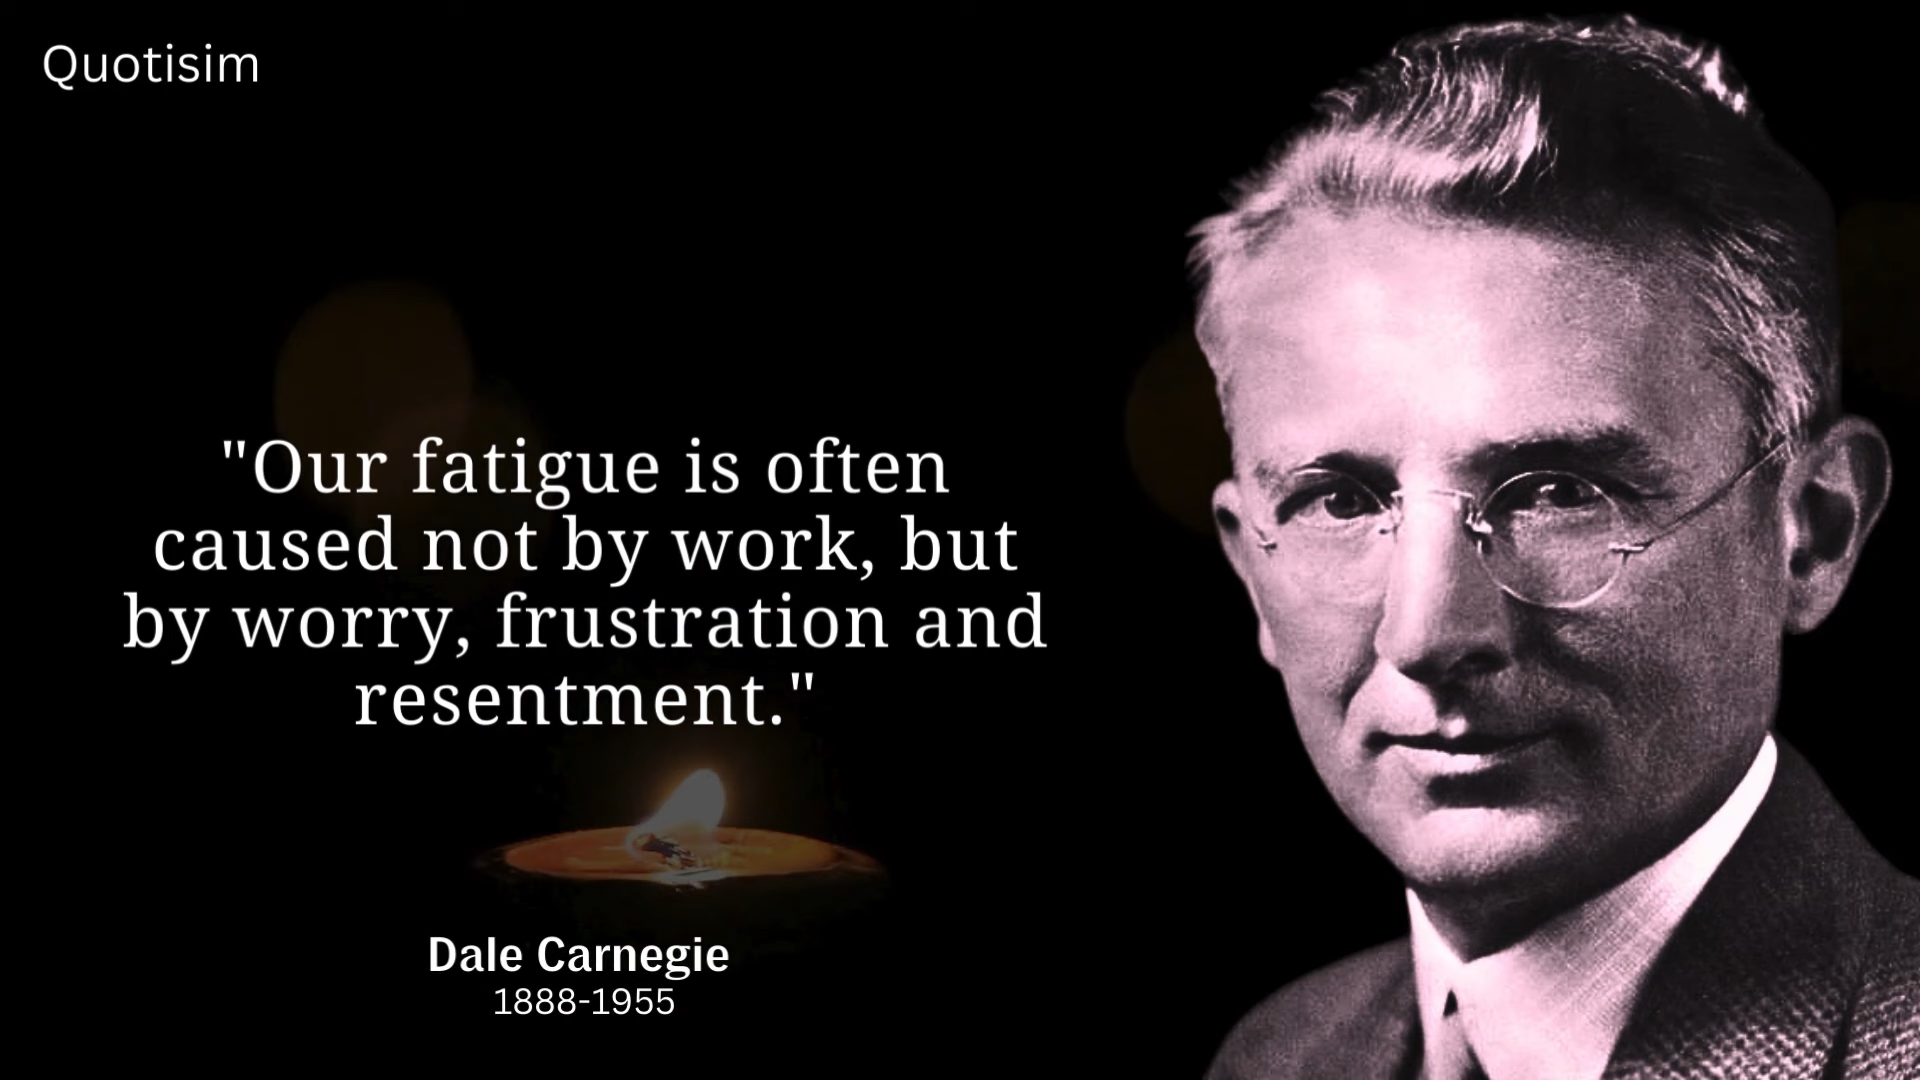 Quotisim
"Our fatigue is often
caused not by work, but
by worry, frustration and
resentment."
Dale Carnegie
1888-1955